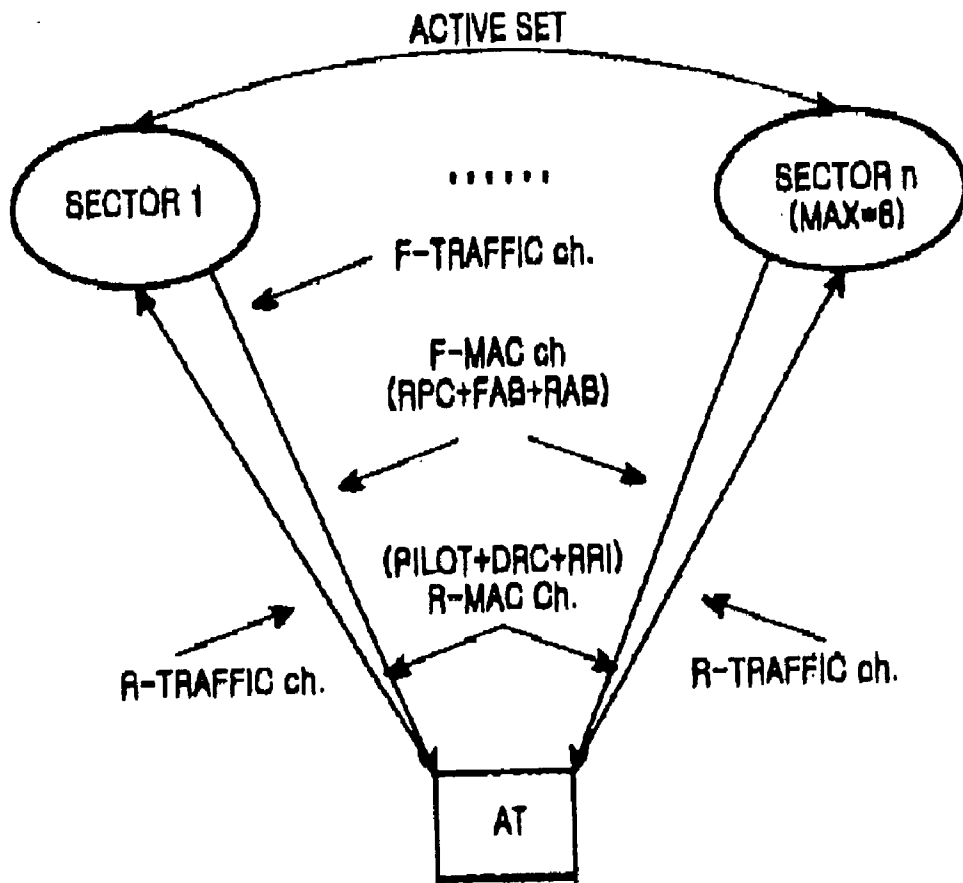 ACTIVE SET
SECTOR 1
......
SECTOR n
(MAX=6)
F-TRAFFIC ch.
F-MAC ch
(RPC+FAB+RAB)
(PILOT+DRC+RRI)
R-MAC Ch.
R-TRAFFIC ch.
R-TRAFFIC ch.
AT